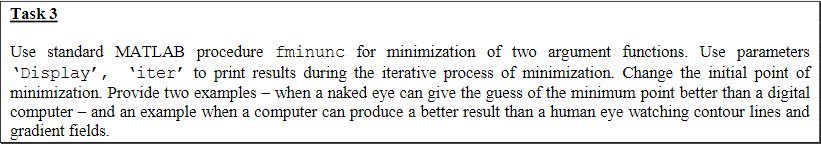 Task 3
Use standard MATLAB procedure fminunc for minimization of two argument functions. Use parameters
‘Display’, ‘iter’ to print results during the iterative process of minimization. Change the initial point of
minimization. Provide two examples – when a naked eye can give the guess of the minimum point better than a digital
computer – and an example when a computer can produce a better result than a human eye watching contour lines and
gradient fields.